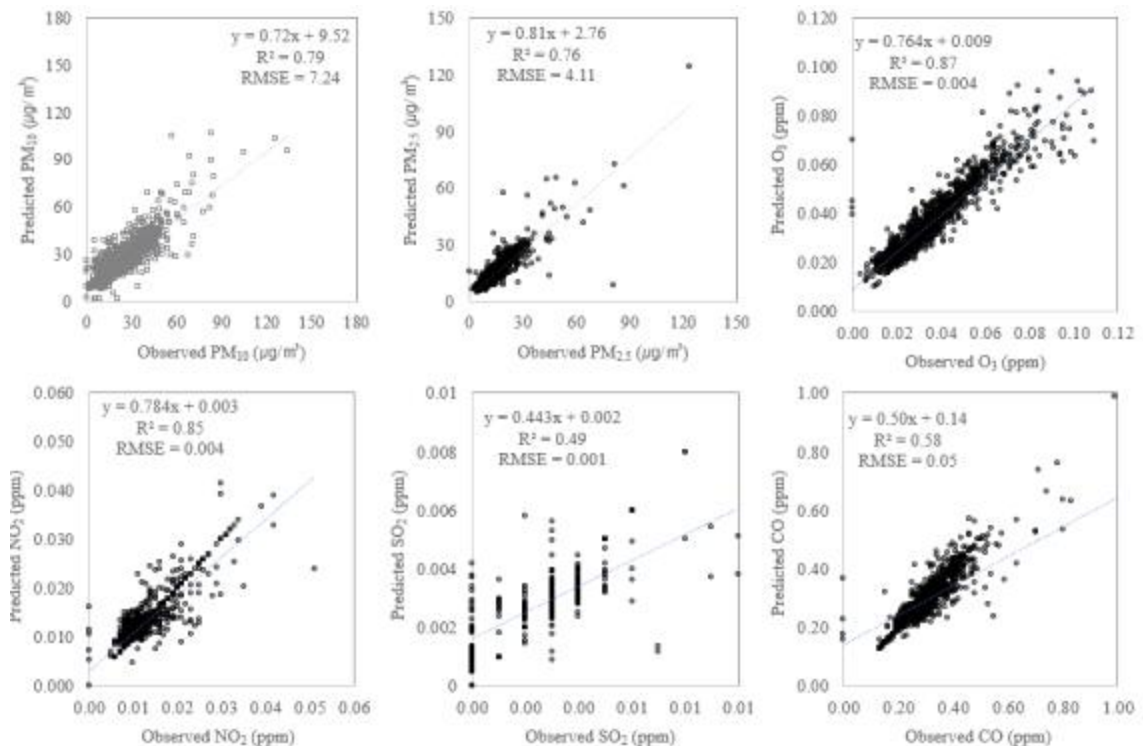 y = 0.72x + 9.52
R² = 0.79
RMSE = 7.24
180
150
120
90
60
30
0
0 30 60 90 120 150 180
Predacted PM₁₀ (µg/m³)
Observed PM₁₀ (µg/m³)
y = 0.81x + 2.76
R² = 0.76
RMSE = 4.11
150
120
90
60
30
0
0 30 60 90 120 150
Predacted PM₂.₅ (µg/m³)
Observed PM₂.₅ (µg/m³)
y = 0.764x + 0.009
R² = 0.87
RMSE = 0.004
0.120
0.100
0.080
0.060
0.040
0.020
0.000
0.00 0.02 0.04 0.06 0.08 0.10 0.12
Predacted O₃ (ppm)
Observed O₃ (ppm)
y = 0.784x + 0.003
R² = 0.85
RMSE = 0.004
0.060
0.050
0.040
0.030
0.020
0.010
0.000
0.00 0.01 0.02 0.03 0.04 0.05 0.06
Predacted NO₂ (ppm)
Observed NO₂ (ppm)
y = 0.443x + 0.002
R² = 0.49
RMSE = 0.001
0.01
0.008
0.006
0.004
0.002
0
0.00 0.00 0.00 0.01 0.01 0.01
Predacted SO₂ (ppm)
Observed SO₂ (ppm)
y = 0.50x + 0.14
R² = 0.58
RMSE = 0.05
1.00
0.80
0.60
0.40
0.20
0.00
0.00 0.20 0.40 0.60 0.80 1.00
Predacted CO (ppm)
Observed CO (ppm)